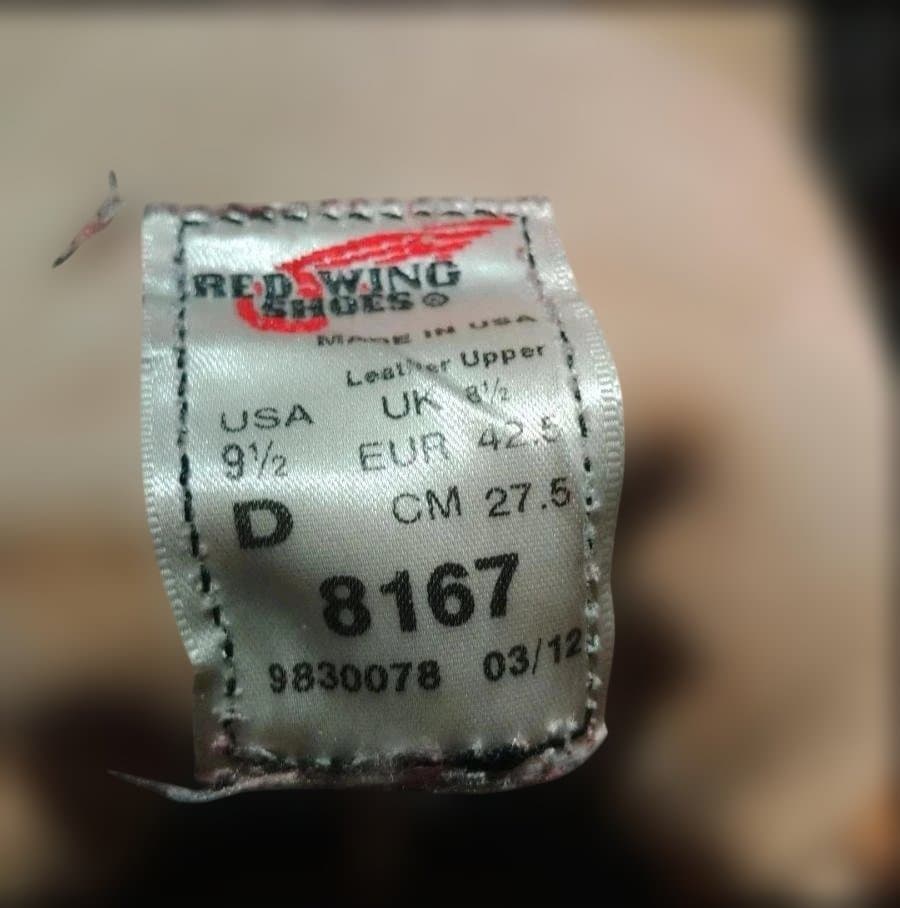 RED WING
SHOES®
MADE IN USA
Leather Upper
USA UK 8½
9½ EUR 42.5
D CM 27.5
8167
9830078 03/12